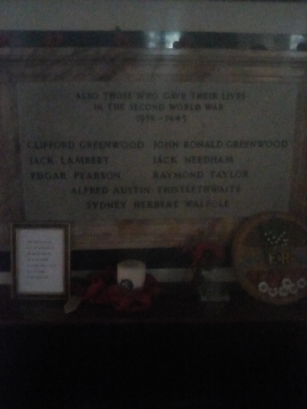 ALSO THOSE WHO GAVE THEIR LIVES
IN THE SECOND WORLD WAR
1939-1945
CLIFFORD GREENWOOD JOHN RONALD GREENWOOD
JACK LAMBERT JACK NEEDHAM
EDGAR PEARSON RAYMOND TAYLOR
ALFRED AUSTIN THISTLETHWAITE
SYDNEY HERBERT WALPOLE